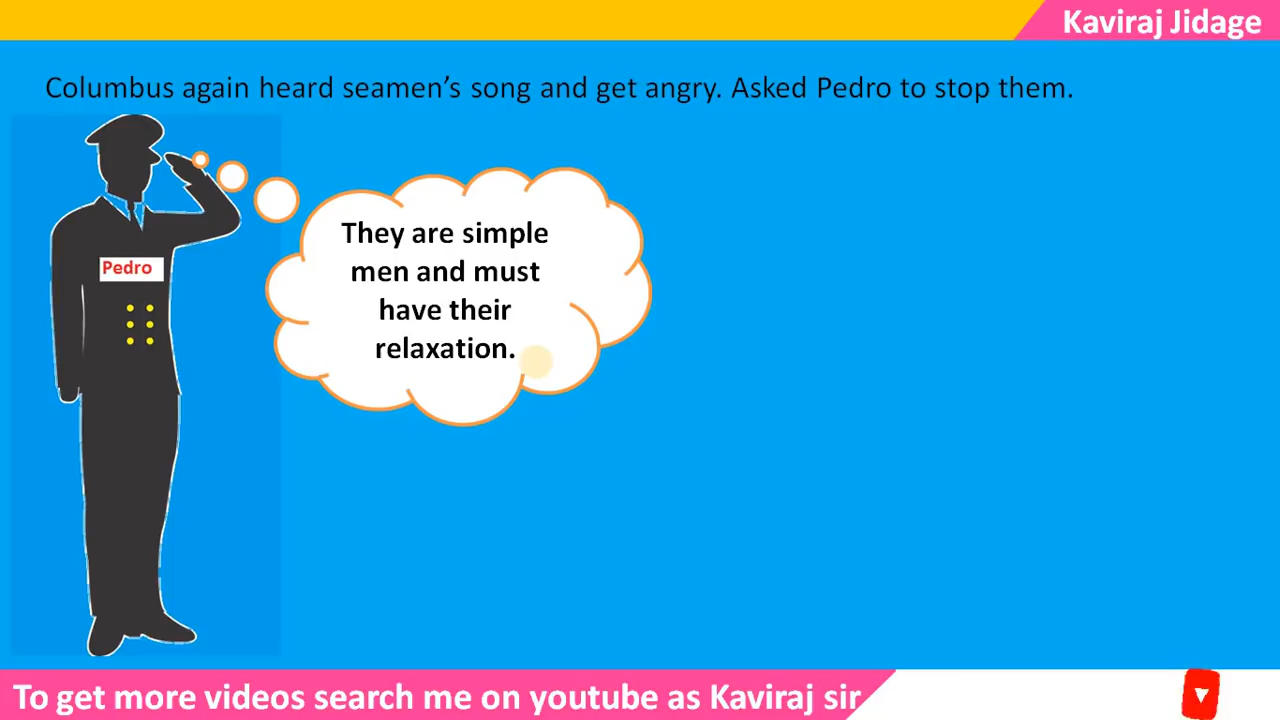 Kaviraj Jidage
Columbus again heard seamen’s song and get angry. Asked Pedro to stop them.
They are simple
men and must
have their
relaxation.
Pedro
To get more videos search me on youtube as Kaviraj sir